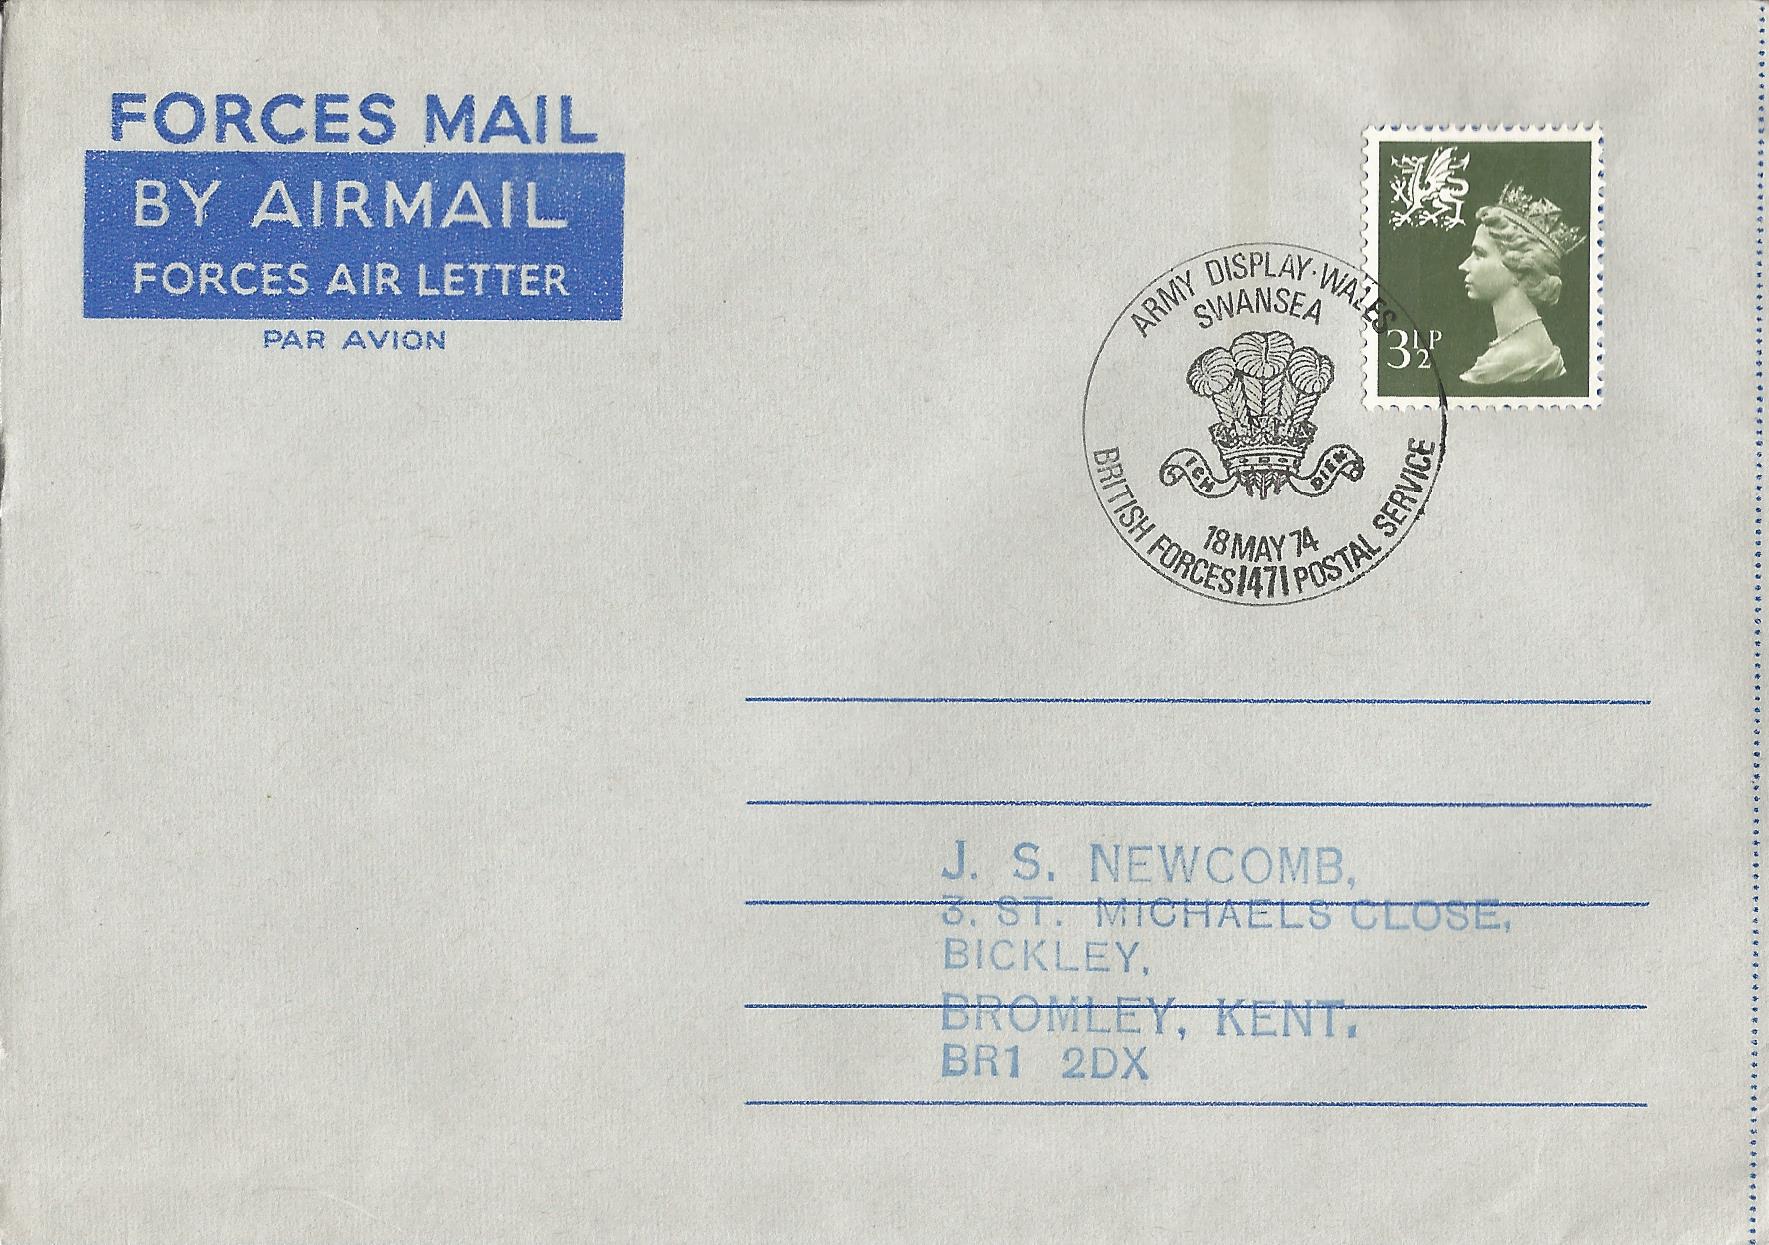 FORCES MAIL
BY AIRMAIL
FORCES AIR LETTER
PAR AVION
3½P
ARMY DISPLAY · WALES
SWANSEA
ICH DIEN
18 MAY 74
BRITISH FORCES 1471 POSTAL SERVICE
J. S. NEWCOMB,
3. ST. MICHAELS CLOSE,
BICKLEY,
BROMLEY, KENT.
BR1 2DX